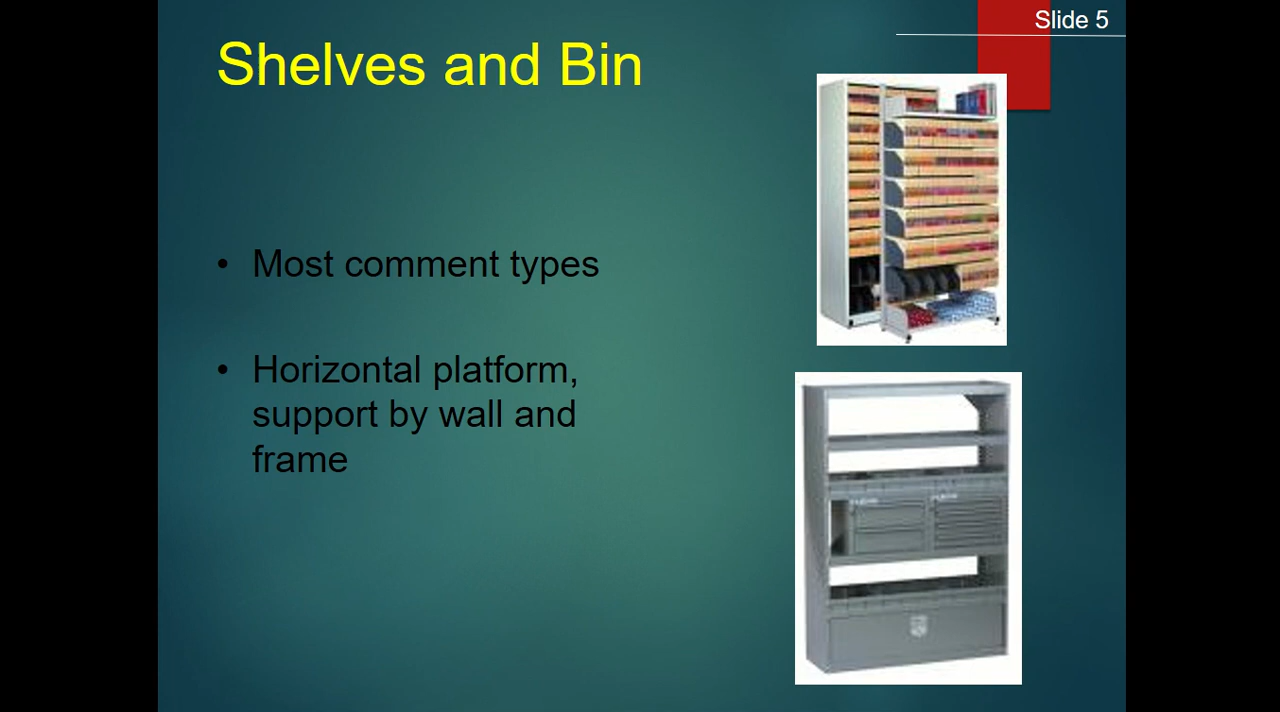 Slide 5
Shelves and Bin
• Most comment types
• Horizontal platform,
support by wall and
frame